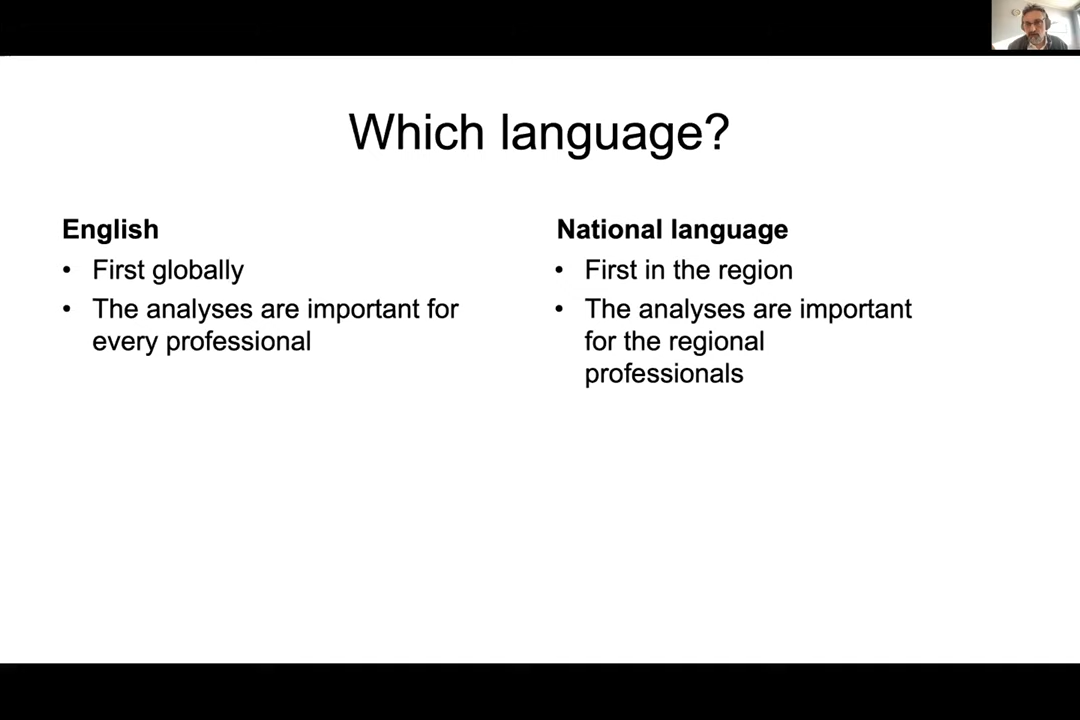 Which language?
English
• First globally
• The analyses are important for
every professional
National language
• First in the region
• The analyses are important
for the regional
professionals